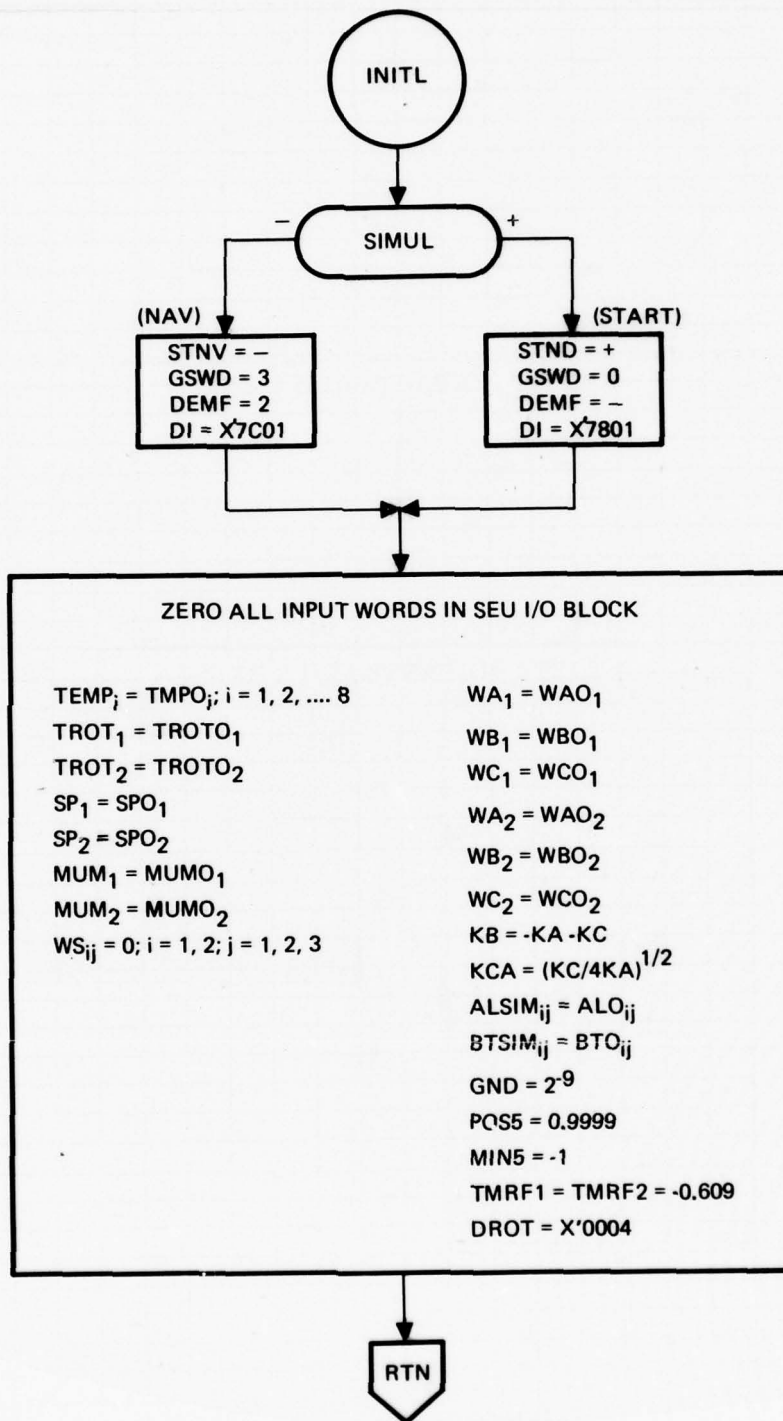 INITL
SIMUL
–
+
(NAV)
STNV = –
GSWD = 3
DEMF = 2
DI = X'7C01
(START)
STND = +
GSWD = 0
DEMF = –
DI = X'7801
ZERO ALL INPUT WORDS IN SEU I/O BLOCK
TEMPⱼ = TMPOⱼ; i = 1, 2, .... 8
TROT₁ = TROTO₁
TROT₂ = TROTO₂
SP₁ = SPO₁
SP₂ = SPO₂
MUM₁ = MUMO₁
MUM₂ = MUMO₂
WSᵢⱼ = 0; i = 1, 2; j = 1, 2, 3
WA₁ = WAO₁
WB₁ = WBO₁
WC₁ = WCO₁
WA₂ = WAO₂
WB₂ = WBO₂
WC₂ = WCO₂
KB = -KA -KC
KCA = (KC/4KA)¹/²
ALSIMᵢⱼ = ALOᵢⱼ
BTSIMᵢⱼ = BTOᵢⱼ
GND = 2⁻⁹
POS5 = 0.9999
MIN5 = -1
TMRF1 = TMRF2 = -0.609
DROT = X'0004
RTN